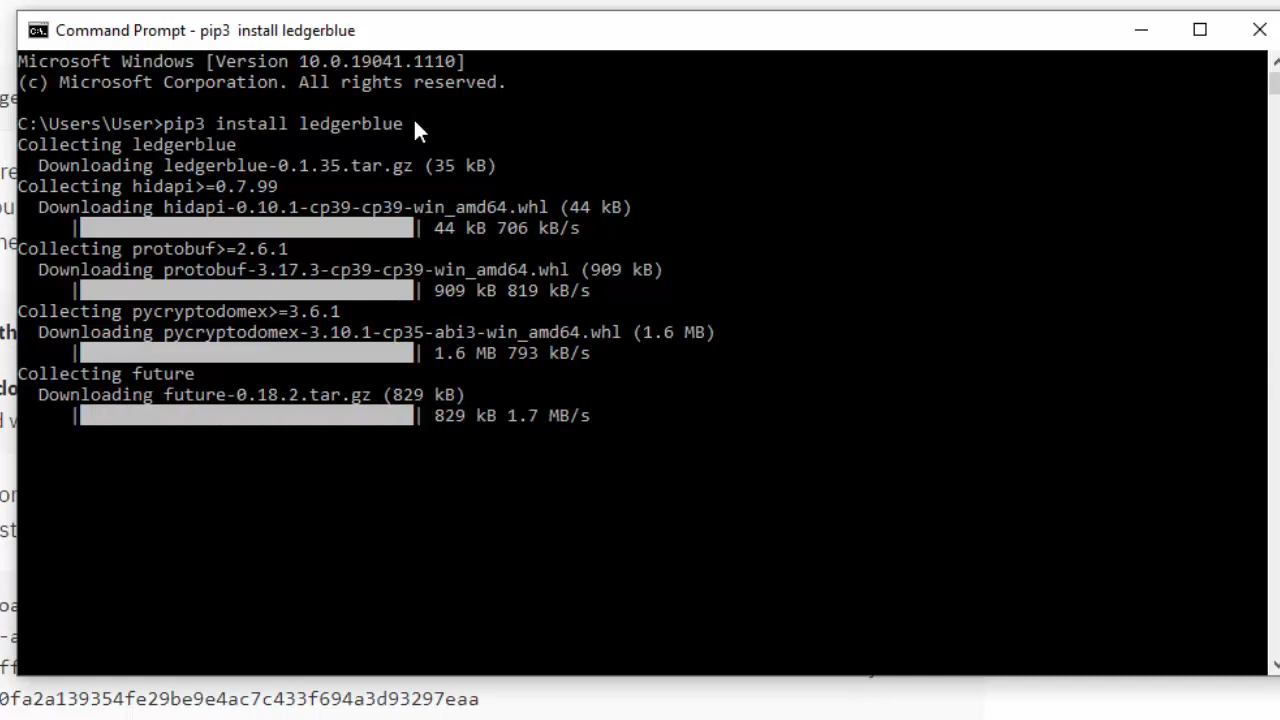 Command Prompt - pip3  install ledgerblue
Microsoft Windows [Version 10.0.19041.1110]
(c) Microsoft Corporation. All rights reserved.
C:\Users\User>pip3 install ledgerblue
Collecting ledgerblue
  Downloading ledgerblue-0.1.35.tar.gz (35 kB)
Collecting hidapi>=0.7.99
  Downloading hidapi-0.10.1-cp39-cp39-win_amd64.whl (44 kB)
| 44 kB 706 kB/s
Collecting protobuf>=2.6.1
  Downloading protobuf-3.17.3-cp39-cp39-win_amd64.whl (909 kB)
| 909 kB 819 kB/s
Collecting pycryptodomex>=3.6.1
  Downloading pycryptodomex-3.10.1-cp35-abi3-win_amd64.whl (1.6 MB)
| 1.6 MB 793 kB/s
Collecting future
  Downloading future-0.18.2.tar.gz (829 kB)
| 829 kB 1.7 MB/s
0fa2a139354fe29be9e4ac7c433f694a3d93297eaa